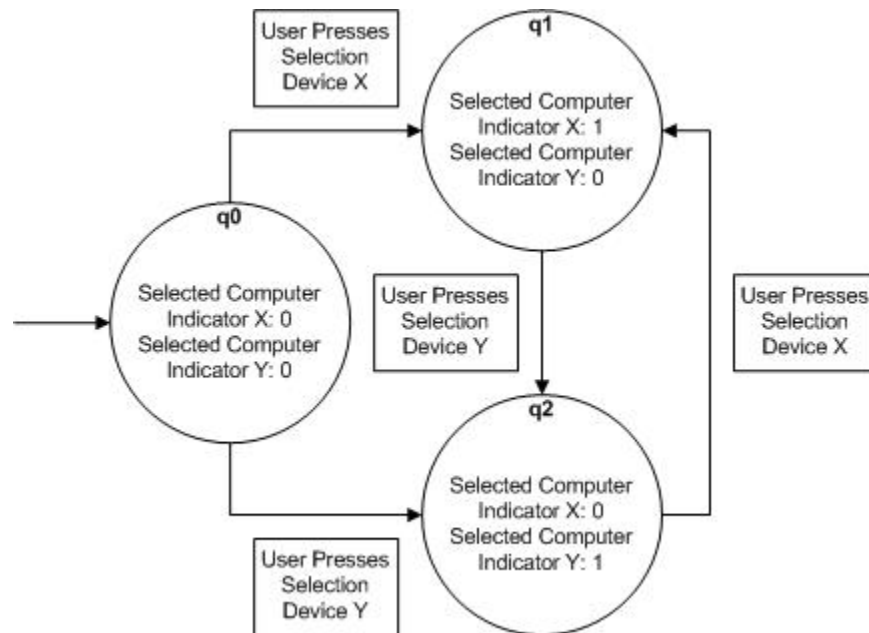 User Presses
Selection
Device X
q1
Selected Computer
Indicator X: 1
Selected Computer
Indicator Y: 0
q0
Selected Computer
Indicator X: 0
Selected Computer
Indicator Y: 0
User Presses
Selection
Device Y
User Presses
Selection
Device X
q2
Selected Computer
Indicator X: 0
Selected Computer
Indicator Y: 1
User Presses
Selection
Device Y